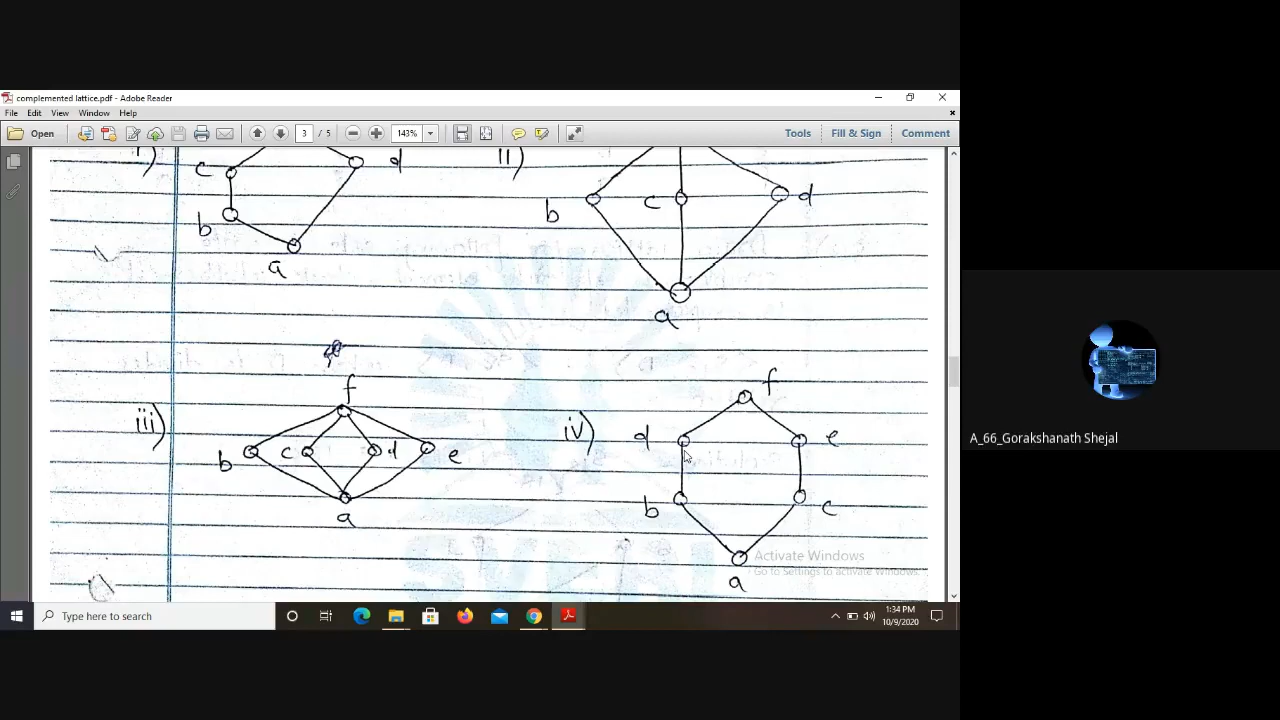 complemented lattice.pdf - Adobe Reader
File Edit View Window Help
Open 3 / 5 143% Tools Fill & Sign Comment
i)
c
d
b
a
ii)
b
c
d
a
iii)
f
b
c
d
e
a
iv)
f
d
e
b
c
a
Activate Windows
Go to Settings to activate Windows.
Type here to search
1:34 PM
10/9/2020
A_66_Gorakshanath Shejal